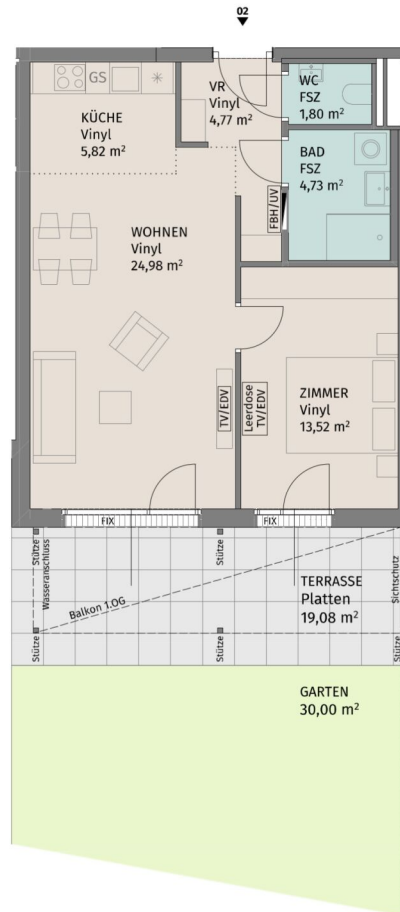 02
GS
KÜCHE
Vinyl
5,82 m²
VR
Vinyl
4,77 m²
WC
FSZ
1,80 m²
BAD
FSZ
4,73 m²
FBH/UV
WOHNEN
Vinyl
24,98 m²
TV/EDV
Leerdose
TV/EDV
ZIMMER
Vinyl
13,52 m²
FIX
FIX
Stütze
Wasseranschluss
Stütze
Sichtschutz
Balkon 1.OG
TERRASSE
Platten
19,08 m²
Stütze
Stütze
Stütze
GARTEN
30,00 m²